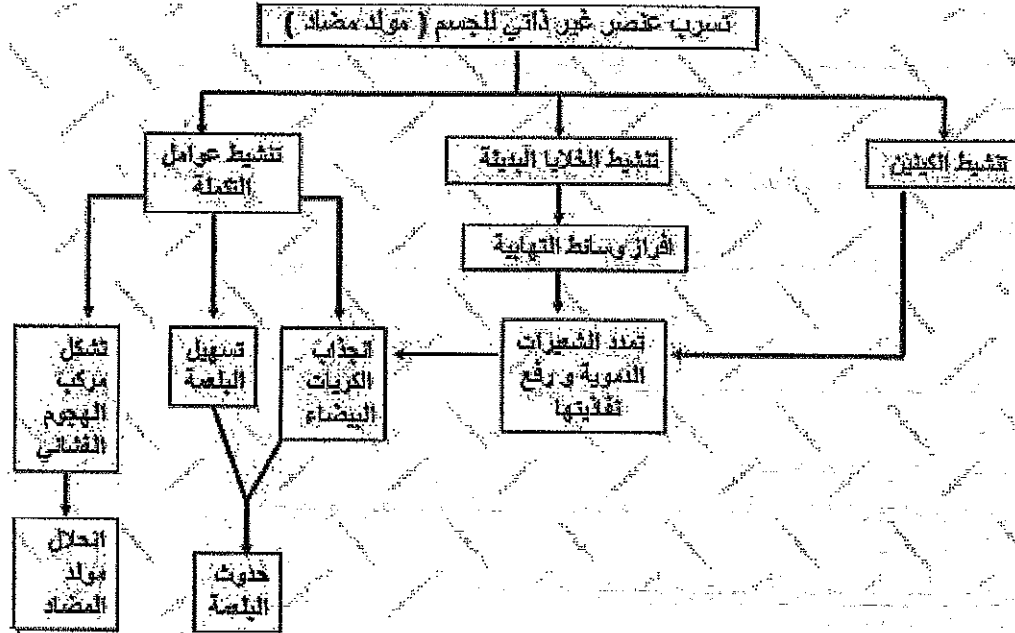 تسرب عنصر غير ذاتي للجسم ( مولد مضاد )
تنشيط الكينين
تنشيط الخلايا البدينة
تنشيط عوامل
التكملة
افراز وسائط التهابية
تمدد الشعيرات
الدموية و رفع
نفاذيتها
انجذاب
الكريات
البيضاء
تسهيل
البلعمة
تشكل
مركب
الهجوم
الغشائي
حدوث
البلعمة
انحلال
مولد
المضاد